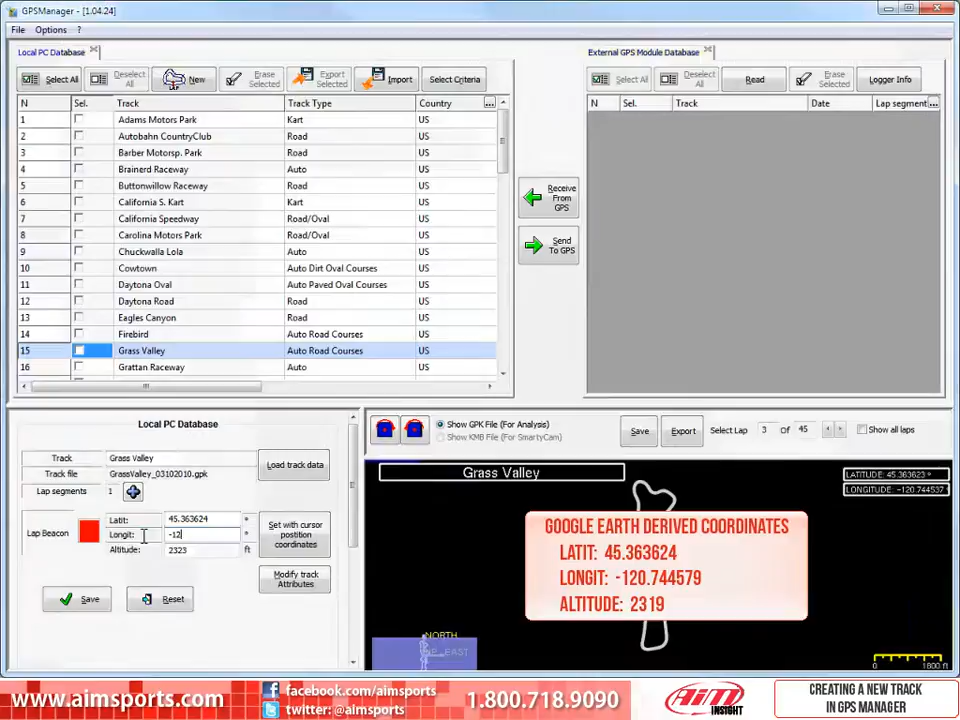 GPSManager - [1.04.24]
File Options ?
Local PC Database
Select All Deselect All New Erase Selected Export Selected Import Select Criteria
N Sel. Track Track Type Country ...
1 Adams Motors Park Kart US
2 Autobahn CountryClub Road US
3 Barber Motorsp. Park Road US
4 Brainerd Raceway Auto US
5 Buttonwillow Raceway Road US
6 California S. Kart Kart US
7 California Speedway Road/Oval US
8 Carolina Motors Park Road/Oval US
9 Chuckwalla Lola Auto US
10 Cowtown Auto Dirt Oval Courses US
11 Daytona Oval Auto Paved Oval Courses US
12 Daytona Road Road US
13 Eagles Canyon Road US
14 Firebird Auto Road Courses US
15 Grass Valley Auto Road Courses US
16 Grattan Raceway Auto US
Receive From GPS
Send To GPS
External GPS Module Database
Select All Deselect All Read Erase Selected Logger Info
N Sel. Track Date Lap segment ...
Local PC Database
Track Grass Valley
Track file GrassValley_03102010.gpk
Load track data
Lap segments 1
Lap Beacon
Latit: 45.363624 °
Longit: -12 °
Altitude: 2323 ft
Set with cursor position coordinates
Modify track Attributes
Save Reset
Show GPK File (For Analysis)
Show KMB File (For SmartyCam)
Save Export Select Lap 3 Of 45 Show all laps
Grass Valley
LATITUDE: 45.363623 °
LONGITUDE: -120.744537 °
GOOGLE EARTH DERIVED COORDINATES
LATIT: 45.363624
LONGIT: -120.744579
ALTITUDE: 2319
NORTH
1800 ft
www.aimsports.com
facebook.com/aimsports
twitter: @aimsports
1.800.718.9090
AiM INSIGHT
CREATING A NEW TRACK
IN GPS MANAGER